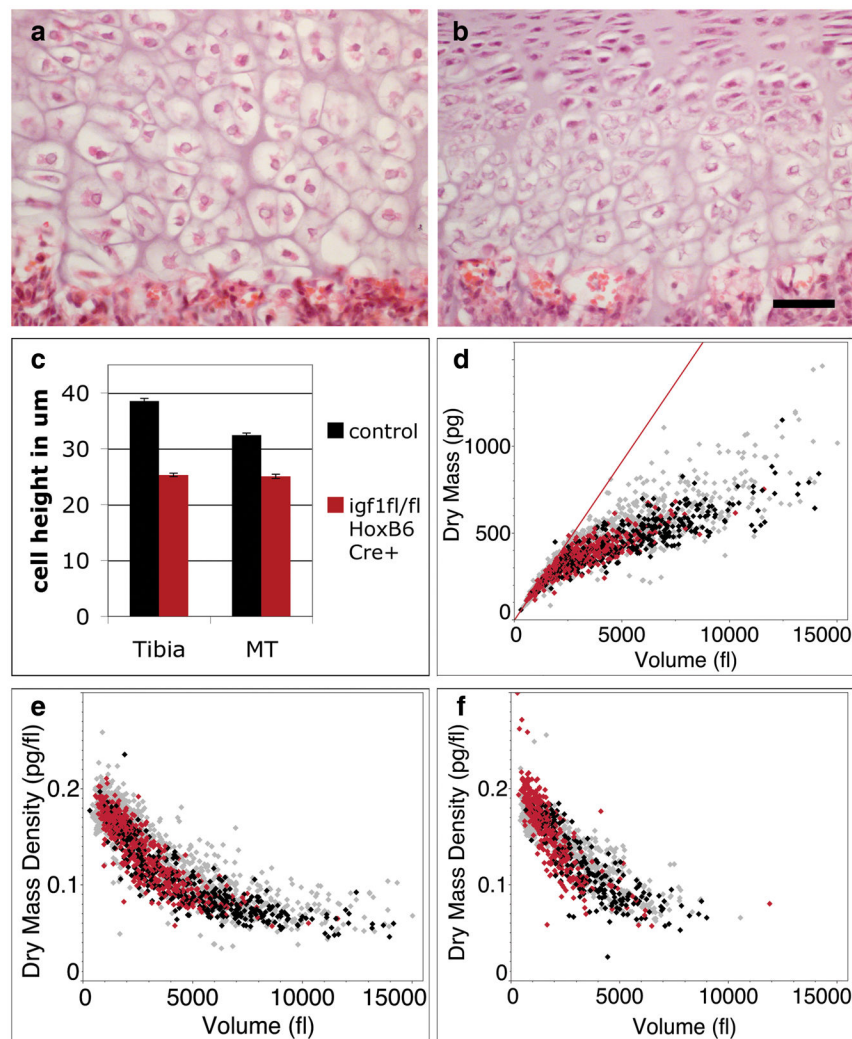 a
b
c
cell height in um
40
30
20
10
0
Tibia
MT
control
igf1fl/fl
HoxB6
Cre+
d
Dry Mass (pg)
1000
500
0
0
5000
10000
15000
Volume (fl)
e
Dry Mass Density (pg/fl)
0.2
0.1
0
0
5000
10000
15000
Volume (fl)
f
Dry Mass Density (pg/fl)
0.2
0.1
0
0
5000
10000
15000
Volume (fl)